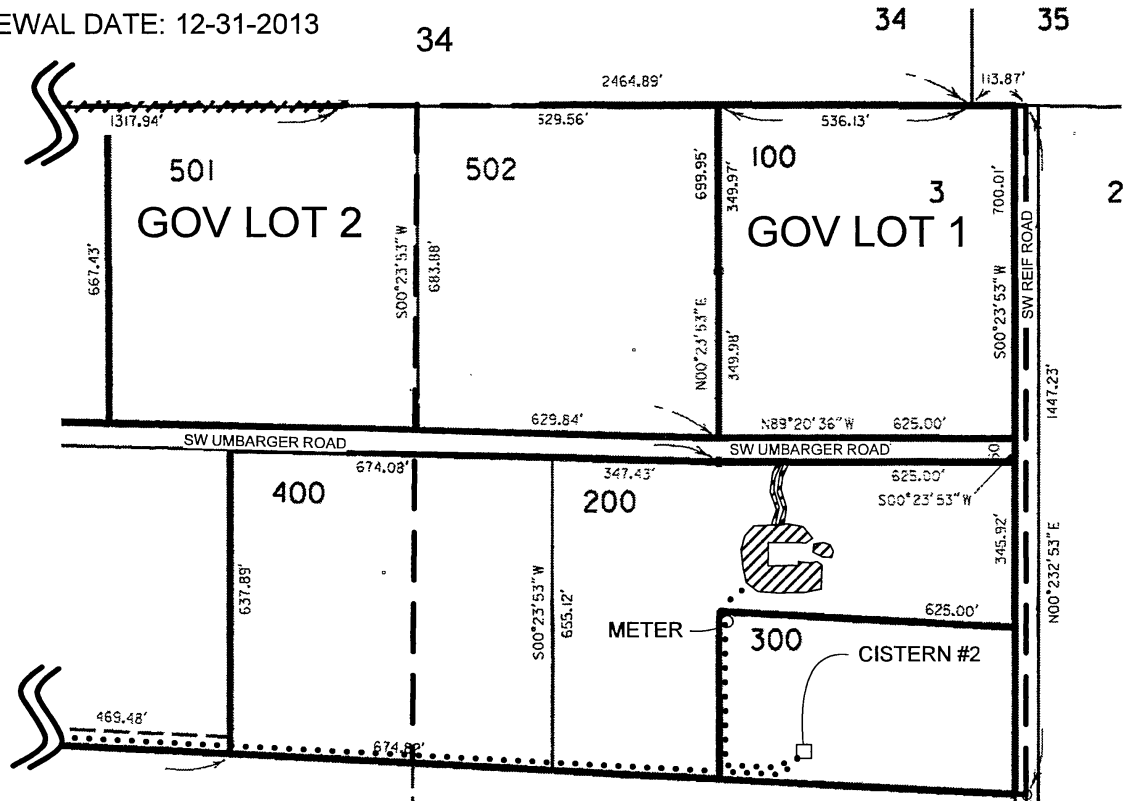 EWAL DATE: 12-31-2013
34
34
35
2464.89'
113.87'
1317.94'
529.56'
536.13'
501
502
100
3
2
GOV LOT 2
GOV LOT 1
667.43'
S00°23'53"W
683.88'
699.95'
349.97'
N00°23'53"E
349.98'
700.01'
S00°23'53"W
SW REIF ROAD
1447.23'
629.84'
N89°20'36"W
625.00'
SW UMBARGER ROAD
SW UMBARGER ROAD
60
674.08'
347.43'
625.00'
S00°23'53"W
400
200
637.89'
S00°23'53"W
655.12'
345.92'
N00°232'53"E
625.00'
METER
300
CISTERN #2
469.48'
674.82'